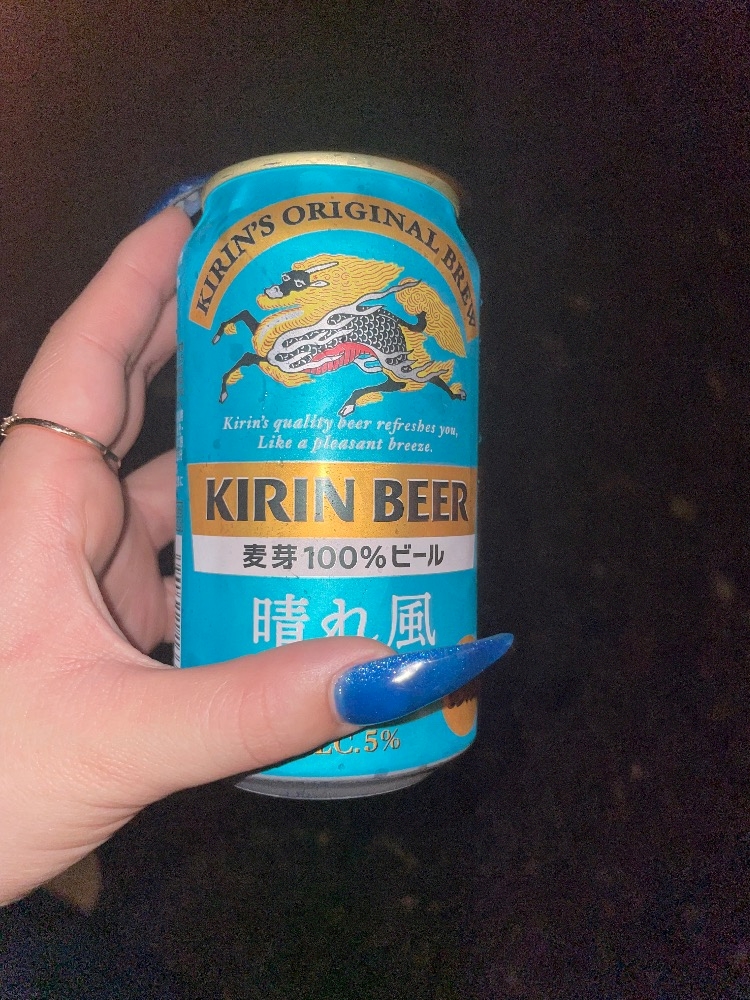 KIRIN'S ORIGINAL BREW
Kirin's quality beer refreshes you,
Like a pleasant breeze.
KIRIN BEER
麦芽100%ビール
晴れ風
5%